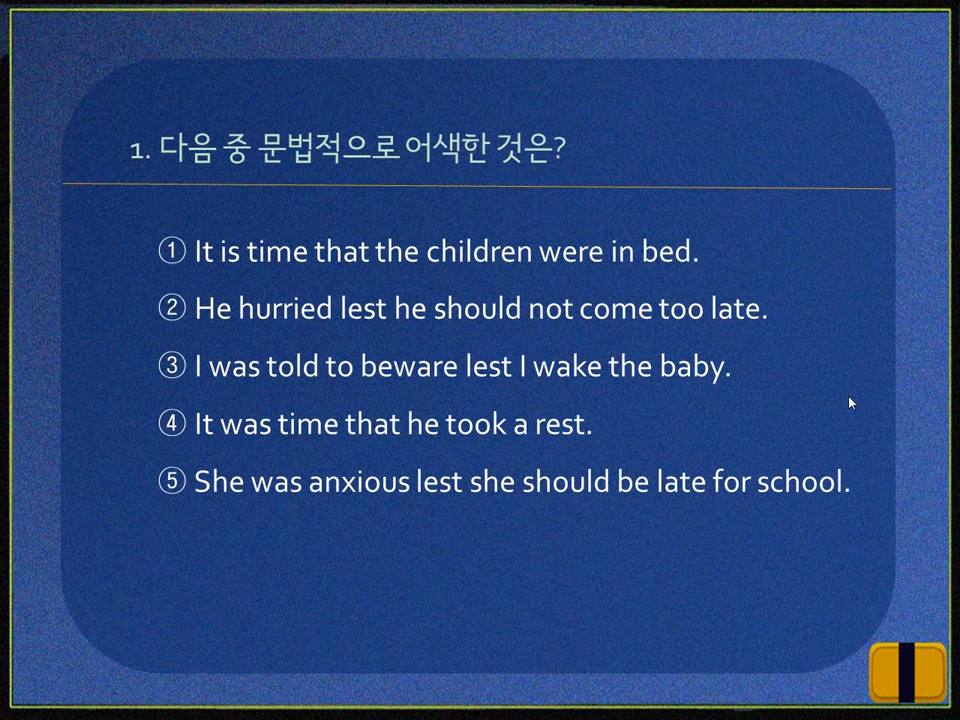 1. 다음 중 문법적으로 어색한 것은?
① It is time that the children were in bed.
② He hurried lest he should not come too late.
③ I was told to beware lest I wake the baby.
④ It was time that he took a rest.
⑤ She was anxious lest she should be late for school.